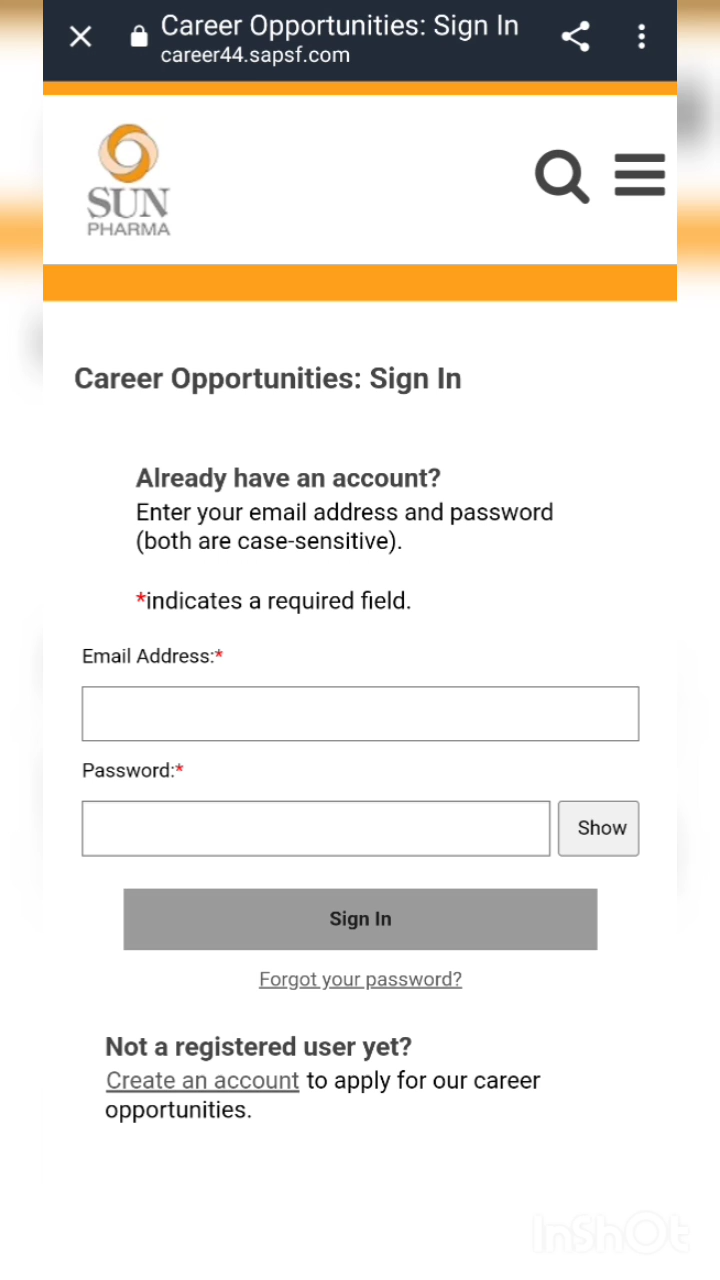 Career Opportunities: Sign In
career44.sapsf.com
SUN
PHARMA
Career Opportunities: Sign In
Already have an account?
Enter your email address and password
(both are case-sensitive).
*indicates a required field.
Email Address:*
Password:*
Show
Sign In
Forgot your password?
Not a registered user yet?
Create an account to apply for our career
opportunities.
InShOt